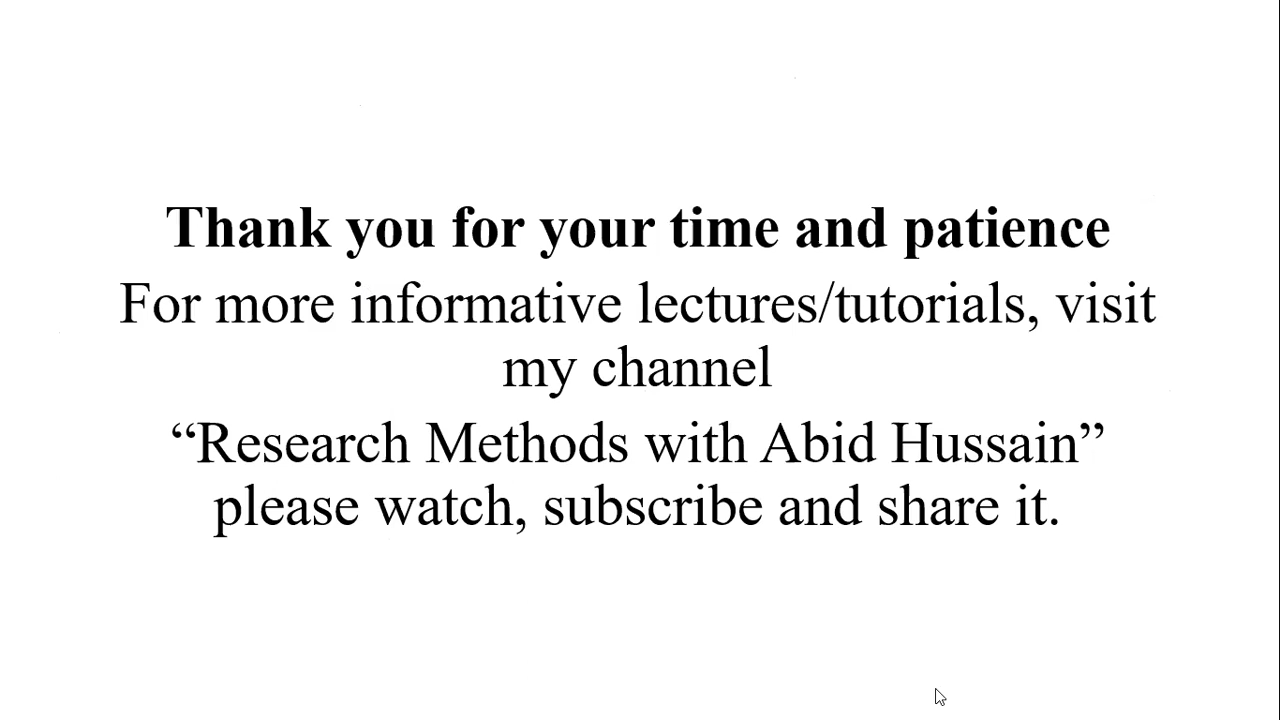 Thank you for your time and patience
For more informative lectures/tutorials, visit
my channel
“Research Methods with Abid Hussain”
please watch, subscribe and share it.